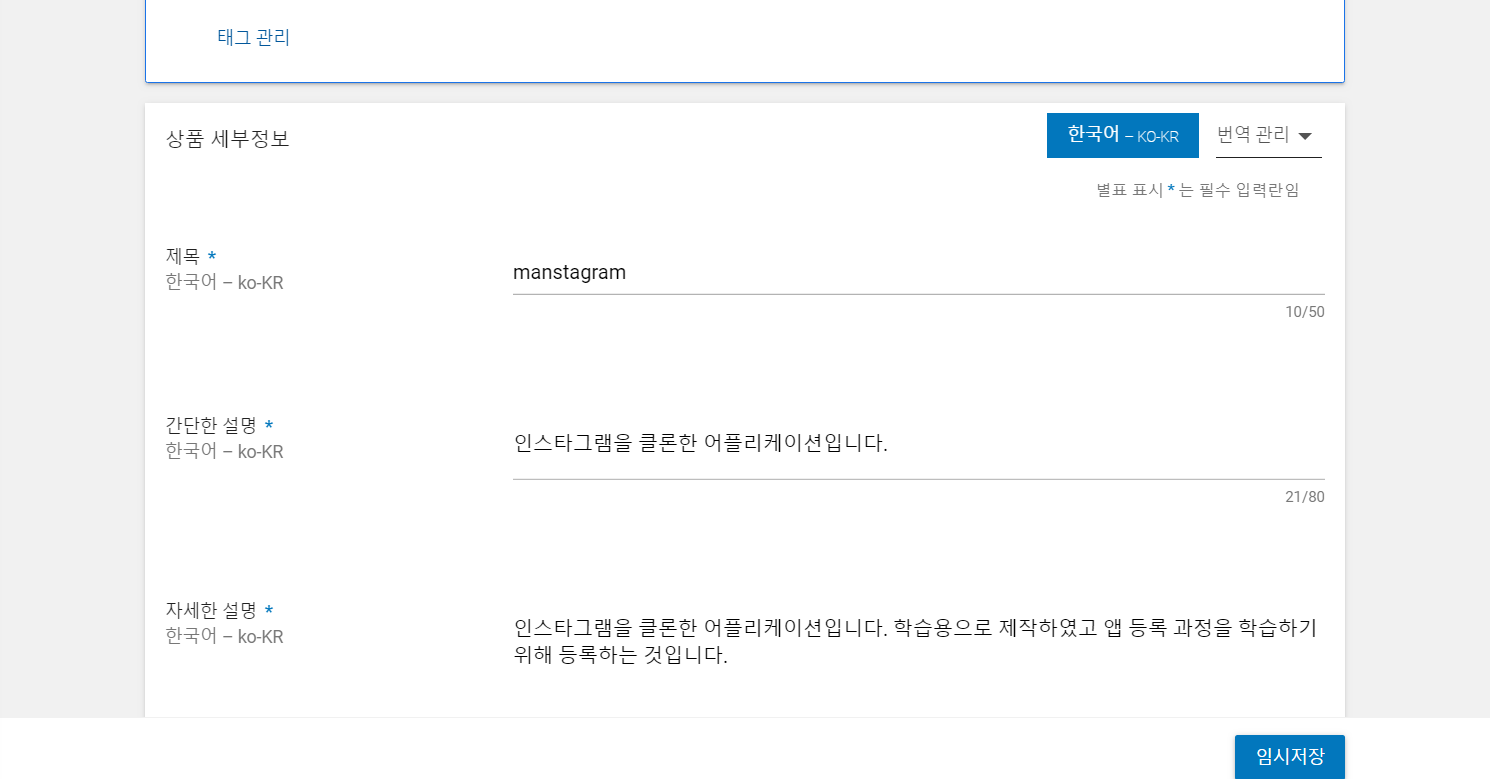 태그 관리
상품 세부정보
한국어 – KO-KR
번역 관리
별표 표시 * 는 필수 입력란임
제목 *
한국어 – ko-KR
manstagram
10/50
간단한 설명 *
한국어 – ko-KR
인스타그램을 클론한 어플리케이션입니다.
21/80
자세한 설명 *
한국어 – ko-KR
인스타그램을 클론한 어플리케이션입니다. 학습용으로 제작하였고 앱 등록 과정을 학습하기
위해 등록하는 것입니다.
임시저장